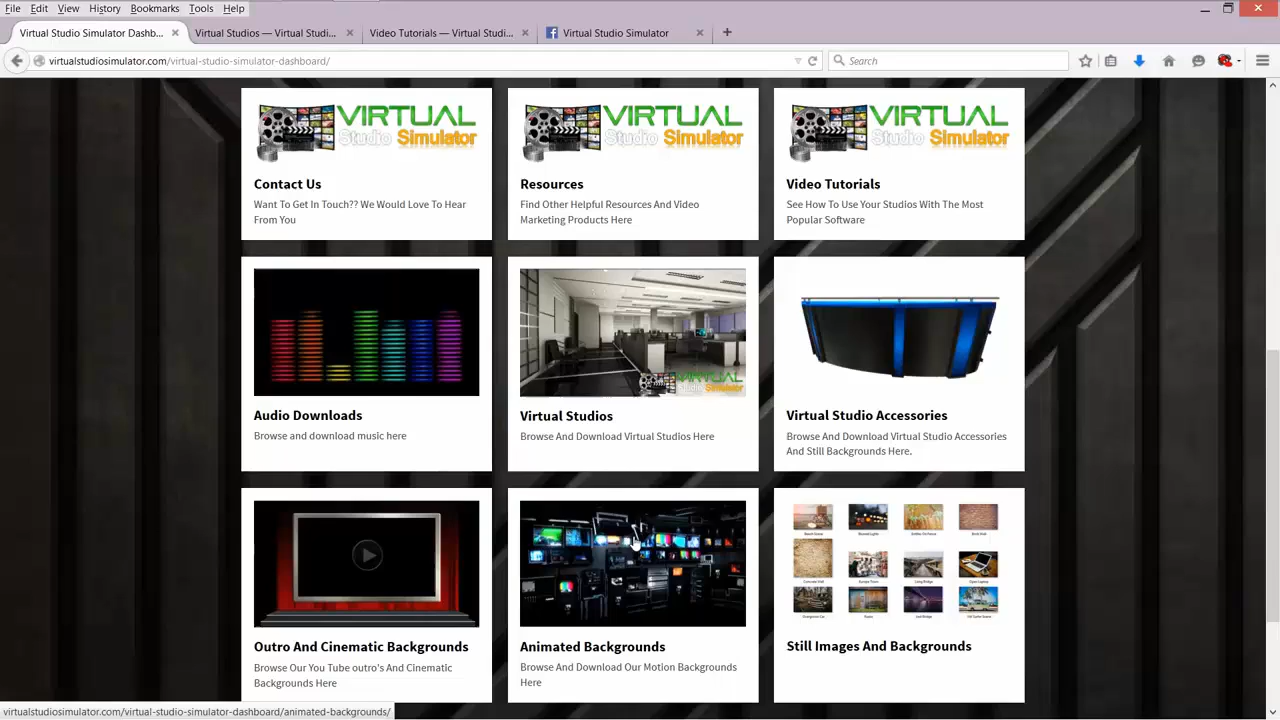 File Edit View History Bookmarks Tools Help
Virtual Studio Simulator Dashb... Virtual Studios — Virtual Studi... Video Tutorials — Virtual Studi... Virtual Studio Simulator
virtualstudiosimulator.com/virtual-studio-simulator-dashboard/ Search
VIRTUAL Studio Simulator
Contact Us
Want To Get In Touch?? We Would Love To Hear
From You
VIRTUAL Studio Simulator
Resources
Find Other Helpful Resources And Video
Marketing Products Here
VIRTUAL Studio Simulator
Video Tutorials
See How To Use Your Studios With The Most
Popular Software
Audio Downloads
Browse and download music here
VIRTUAL
Studio Simulator
Virtual Studios
Browse And Download Virtual Studios Here
Virtual Studio Accessories
Browse And Download Virtual Studio Accessories
And Still Backgrounds Here.
Outro And Cinematic Backgrounds
Browse Our You Tube outro's And Cinematic
Backgrounds Here
Animated Backgrounds
Browse And Download Our Motion Backgrounds
Here
Still Images And Backgrounds
virtualstudiosimulator.com/virtual-studio-simulator-dashboard/animated-backgrounds/